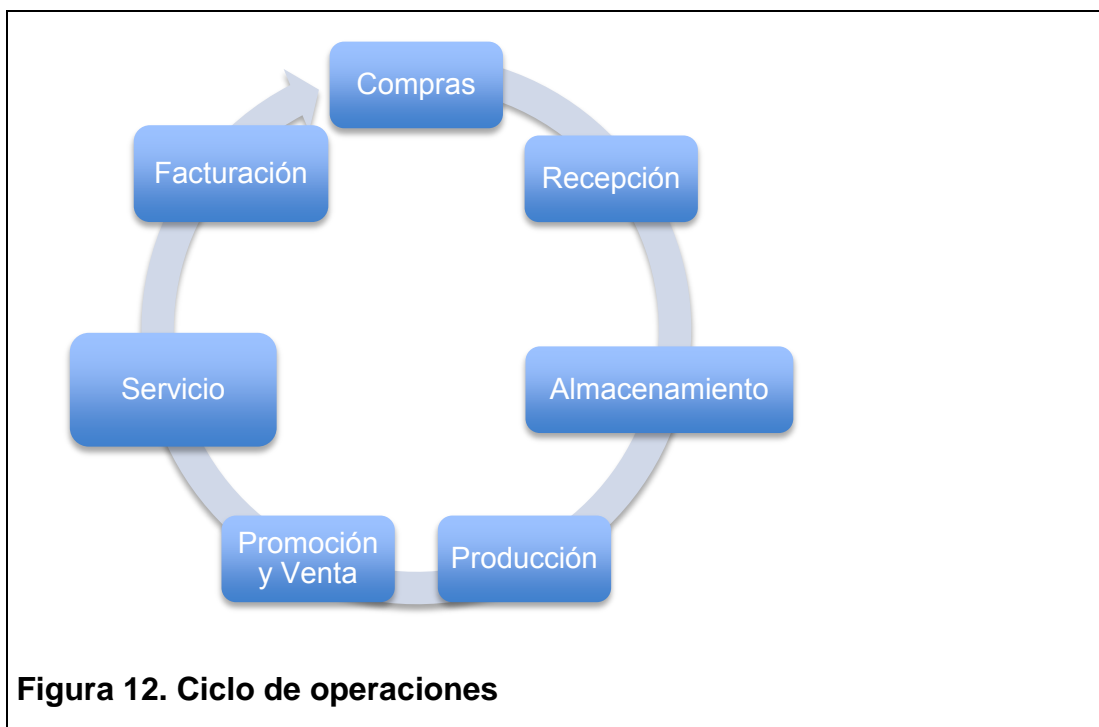 Compras
Recepción
Almacenamiento
Producción
Promoción
y Venta
Servicio
Facturación
Figura 12. Ciclo de operaciones